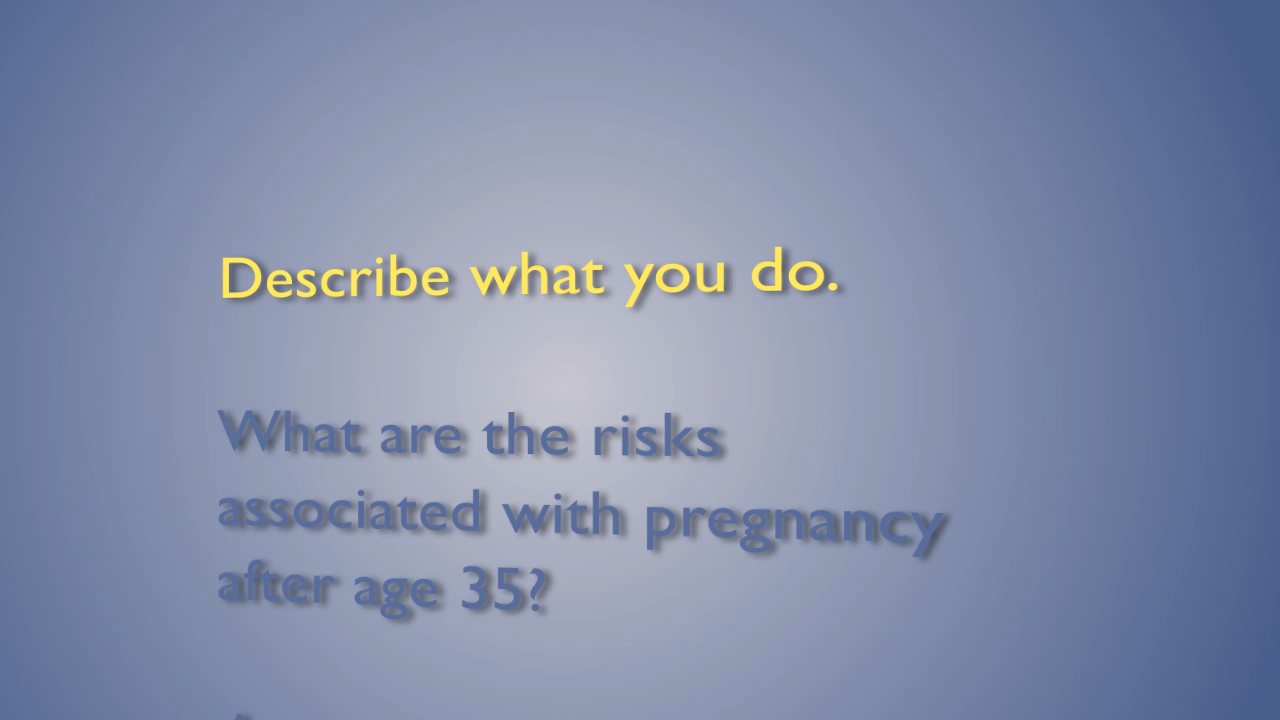 Describe what you do.
What are the risks
associated with pregnancy
after age 35?